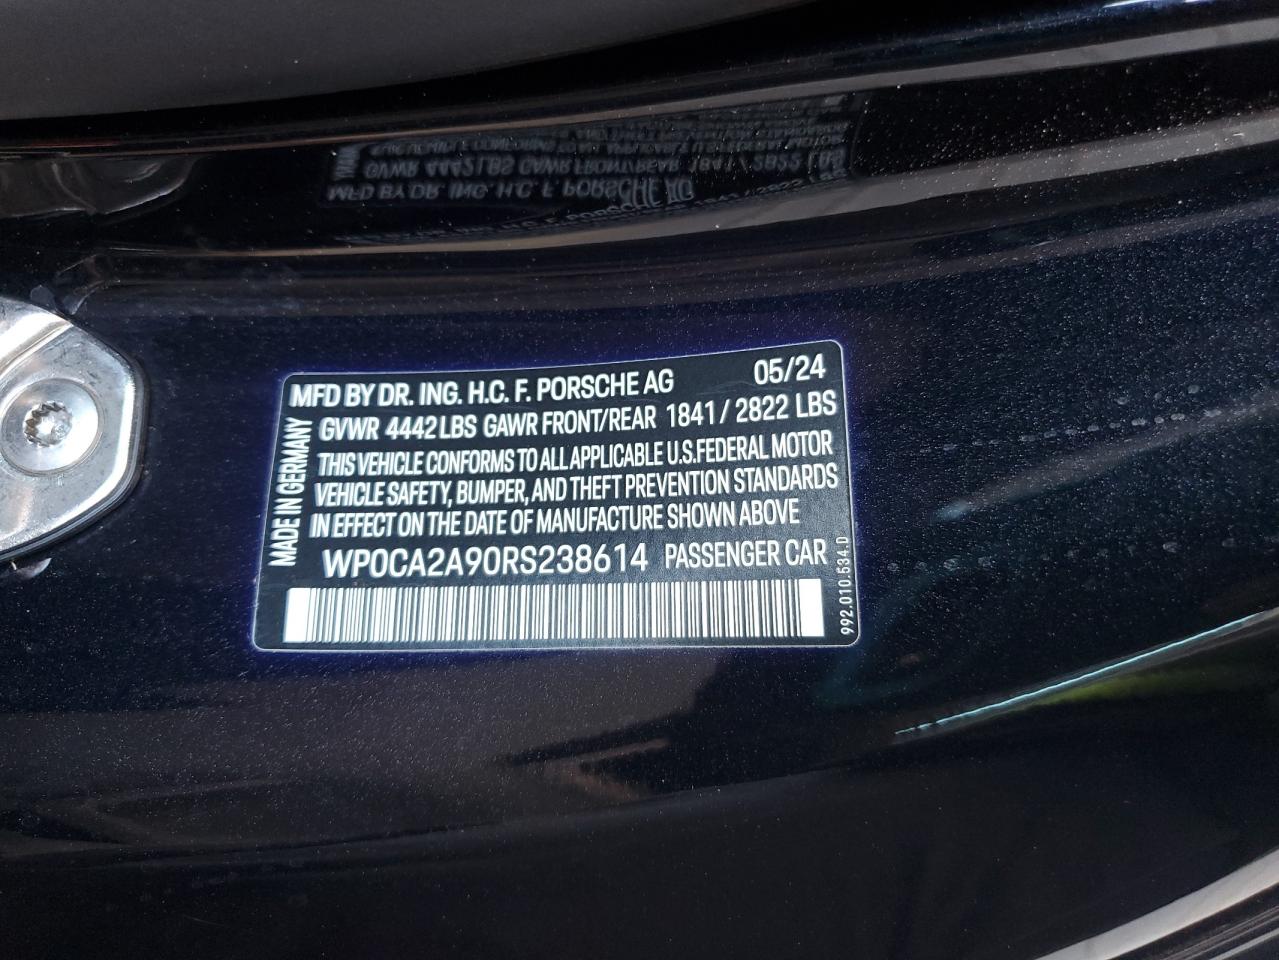 MFD BY DR. ING. H.C. F. PORSCHE AG 05/24
GVWR 4442 LBS GAWR FRONT/REAR 1841 / 2822 LBS
THIS VEHICLE CONFORMS TO ALL APPLICABLE U.S. FEDERAL MOTOR
VEHICLE SAFETY, BUMPER, AND THEFT PREVENTION STANDARDS
IN EFFECT ON THE DATE OF MANUFACTURE SHOWN ABOVE
WP0CA2A90RS238614 PASSENGER CAR
MADE IN GERMANY
992.010.534.D